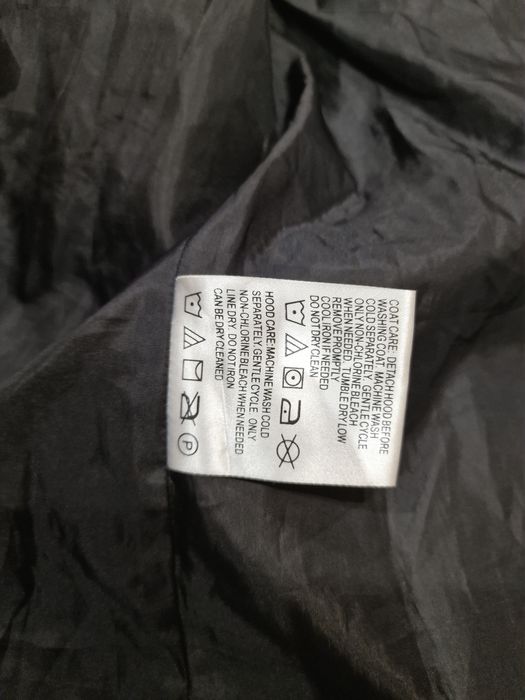 COAT CARE: DETACH HOOD BEFORE
WASHING COAT. MACHINE WASH
COLD SEPARATELY. GENTLE CYCLE
ONLY NON-CHLORINE BLEACH
WHEN NEEDED. TUMBLE DRY LOW
REMOVE PROMPTLY
COOL IRON IF NEEDED
DO NOT DRY CLEAN
HOOD CARE:MACHINE WASH COLD
SEPARATELY. GENTLE CYCLE. ONLY
NON-CHLORINE BLEACH WHEN NEEDED
LINE DRY. DO NOT IRON.
CAN BE DRYCLEANED
P